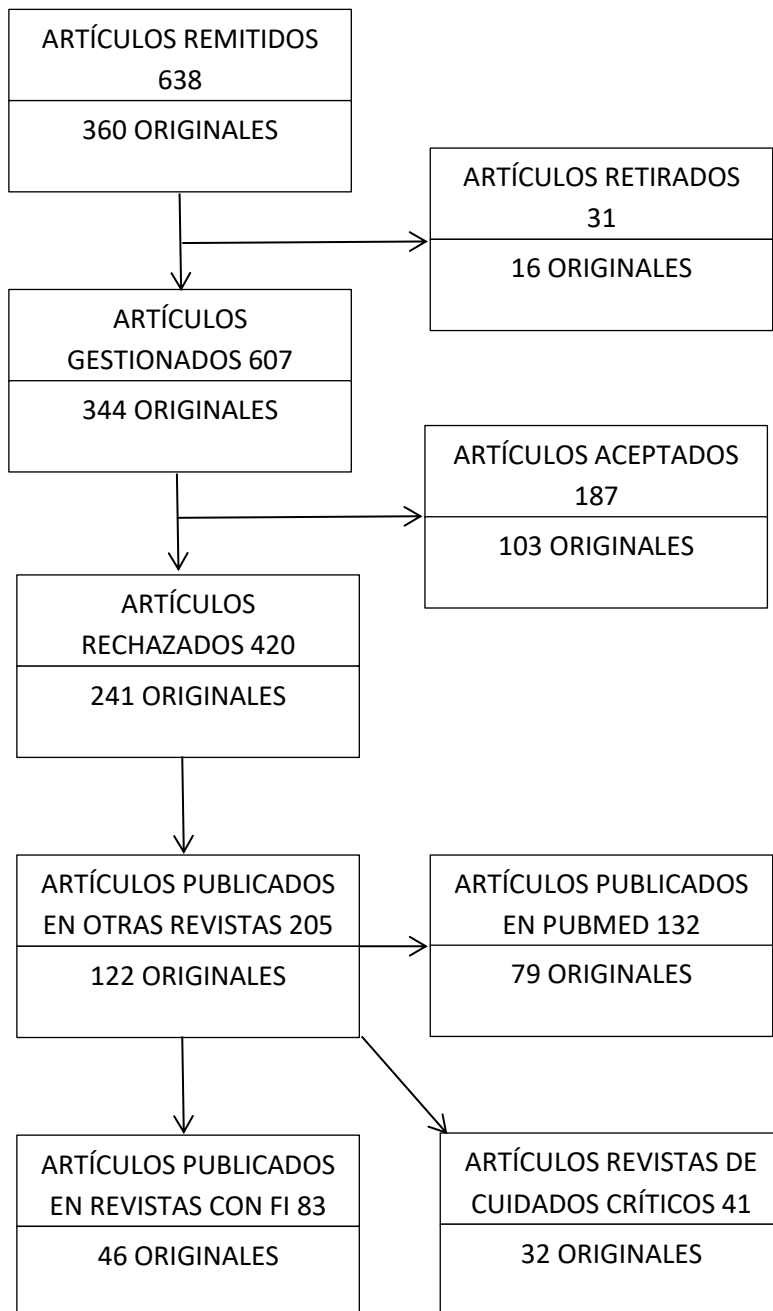 ARTÍCULOS REMITIDOS
638
360 ORIGINALES
ARTÍCULOS RETIRADOS
31
16 ORIGINALES
ARTÍCULOS
GESTIONADOS 607
344 ORIGINALES
ARTÍCULOS ACEPTADOS
187
103 ORIGINALES
ARTÍCULOS
RECHAZADOS 420
241 ORIGINALES
ARTÍCULOS PUBLICADOS
EN OTRAS REVISTAS 205
122 ORIGINALES
ARTÍCULOS PUBLICADOS
EN PUBMED 132
79 ORIGINALES
ARTÍCULOS PUBLICADOS
EN REVISTAS CON FI 83
46 ORIGINALES
ARTÍCULOS REVISTAS DE
CUIDADOS CRÍTICOS 41
32 ORIGINALES